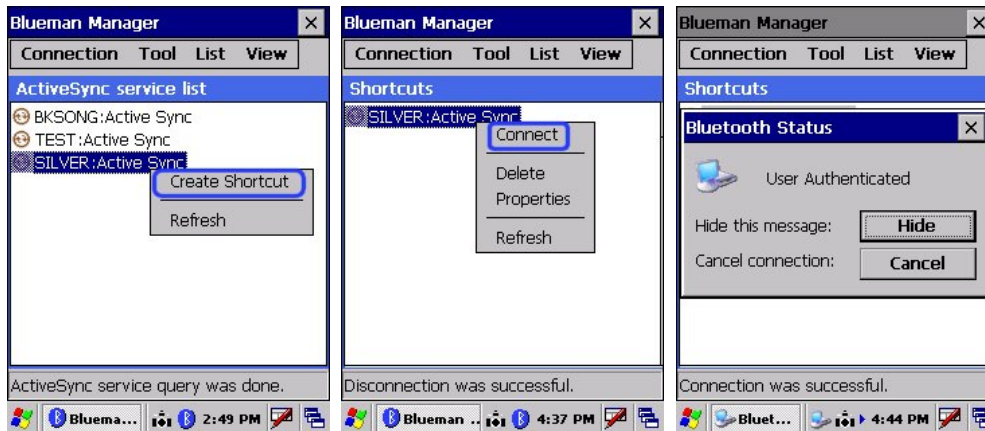 Blueman Manager
Connection Tool List View
ActiveSync service list
BKSONG:Active Sync
TEST:Active Sync
SILVER:Active Sync
Create Shortcut
Refresh
ActiveSync service query was done.
Bluema... 2:49 PM
Blueman Manager
Connection Tool List View
Shortcuts
SILVER:Active Sync
Connect
Delete
Properties
Refresh
Disconnection was successful.
Blueman .. 4:37 PM
Blueman Manager
Connection Tool List View
Shortcuts
Bluetooth Status
User Authenticated
Hide this message: Hide
Cancel connection: Cancel
Connection was successful.
Bluet... 4:44 PM